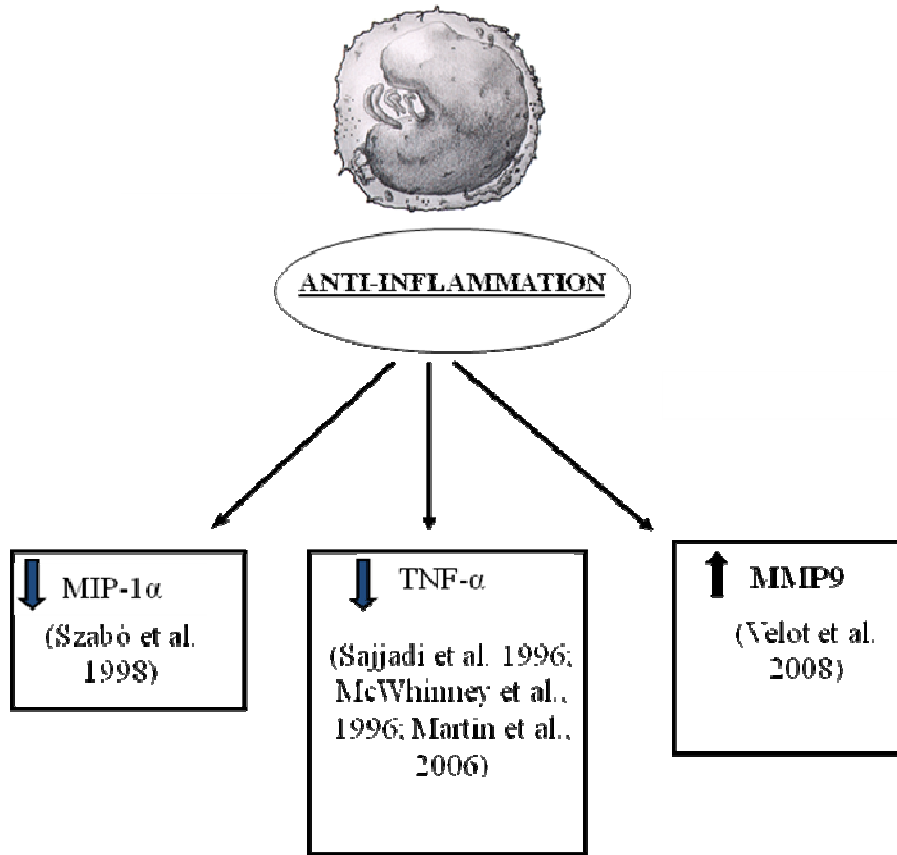 ANTI-INFLAMMATION
MIP-1α
(Szabó et al.
1998)
TNF-α
(Sajjadi et al. 1996;
McWhinney et al.,
1996; Martin et al.,
2006)
MMP9
(Velot et al.
2008)